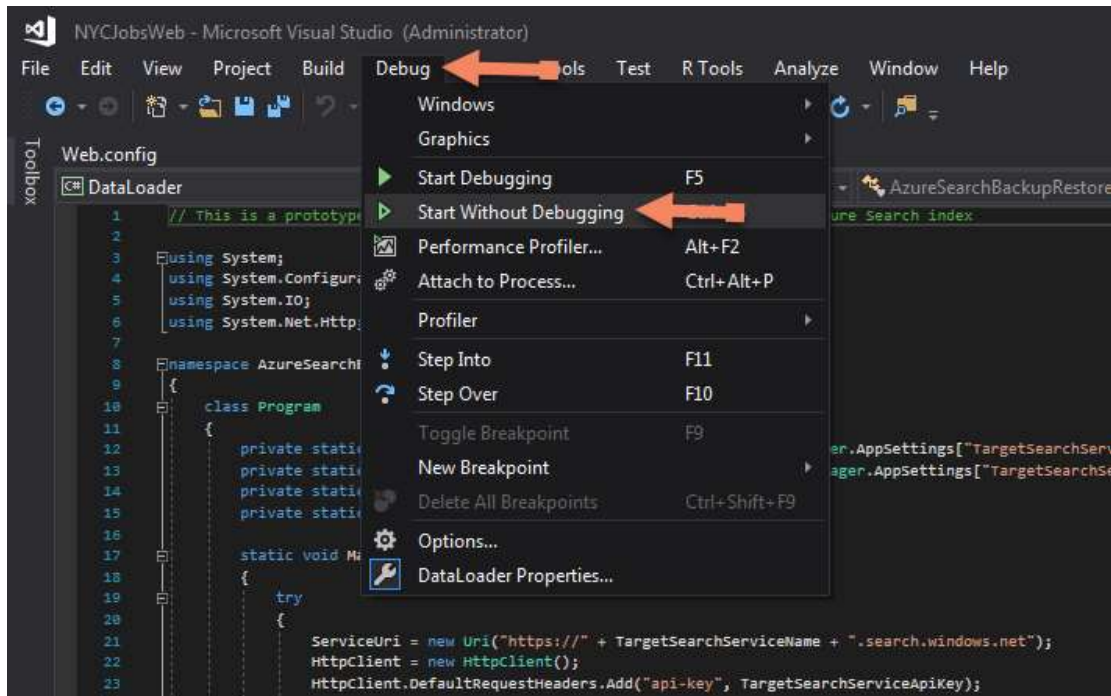 NYCJobsWeb - Microsoft Visual Studio (Administrator)
File Edit View Project Build Debug ols Test R Tools Analyze Window Help
Toolbox
Web.config
C# DataLoader
AzureSearchBackupRestore
Windows
Graphics
Start Debugging F5
Start Without Debugging
Performance Profiler... Alt+F2
Attach to Process... Ctrl+Alt+P
Profiler
Step Into F11
Step Over F10
Toggle Breakpoint F9
New Breakpoint
Delete All Breakpoints Ctrl+Shift+F9
Options...
DataLoader Properties...
1 // This is a prototype ure Search index
2
3 using System;
4 using System.Configura
5 using System.IO;
6 using System.Net.Http;
7
8 namespace AzureSearchB
9 {
10 class Program
11 {
12 private stati er.AppSettings["TargetSearchServ
13 private stati ager.AppSettings["TargetSearchSe
14 private stati
15 private stati
16
17 static void Ma
18 {
19 try
20 {
21 ServiceUri = new Uri("https://" + TargetSearchServiceName + ".search.windows.net");
22 HttpClient = new HttpClient();
23 HttpClient.DefaultRequestHeaders.Add("api-key", TargetSearchServiceApiKey);